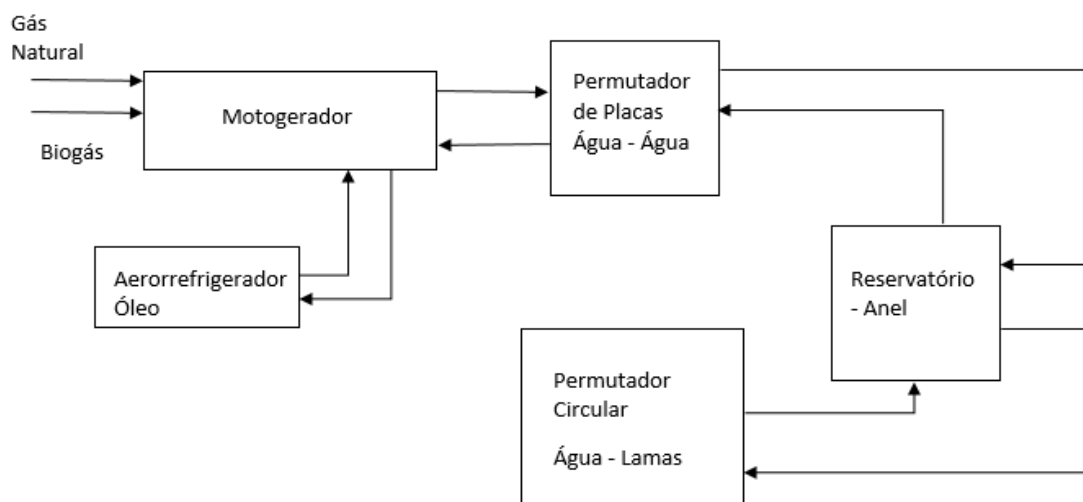 Gás
Natural
Biogás
Motogerador
Permutador
de Placas
Água - Água
Aerorrefrigerador
Óleo
Reservatório
- Anel
Permutador
Circular
Água - Lamas